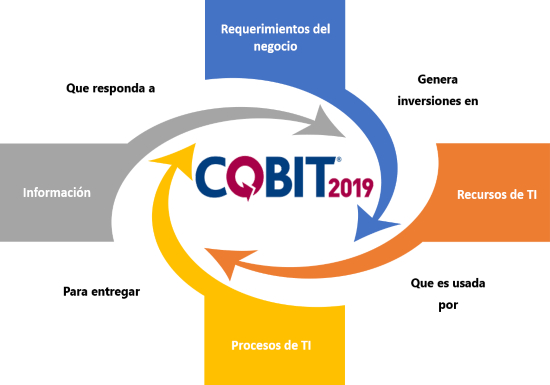 Requerimientos del
negocio
Que responda a
Genera
inversiones en
Información
COBIT® 2019
Recursos de TI
Para entregar
Que es usada
por
Procesos de TI